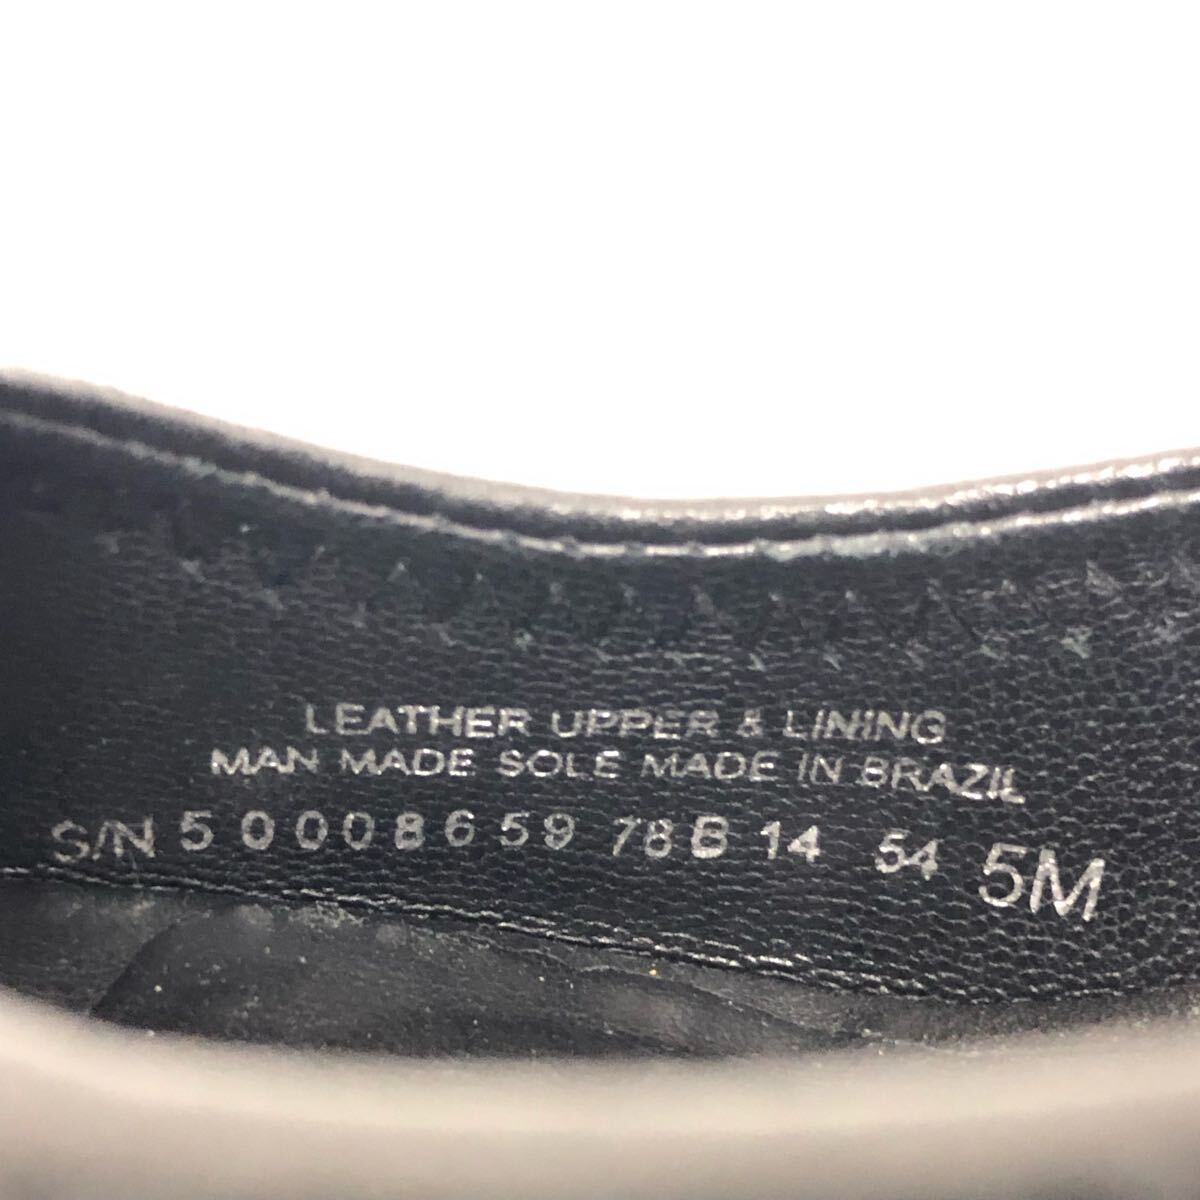 LEATHER UPPER & LINING
MAN MADE SOLE MADE IN BRAZIL
S/N 5 0 0 0 8 6 5 9 78B 14 54 5M